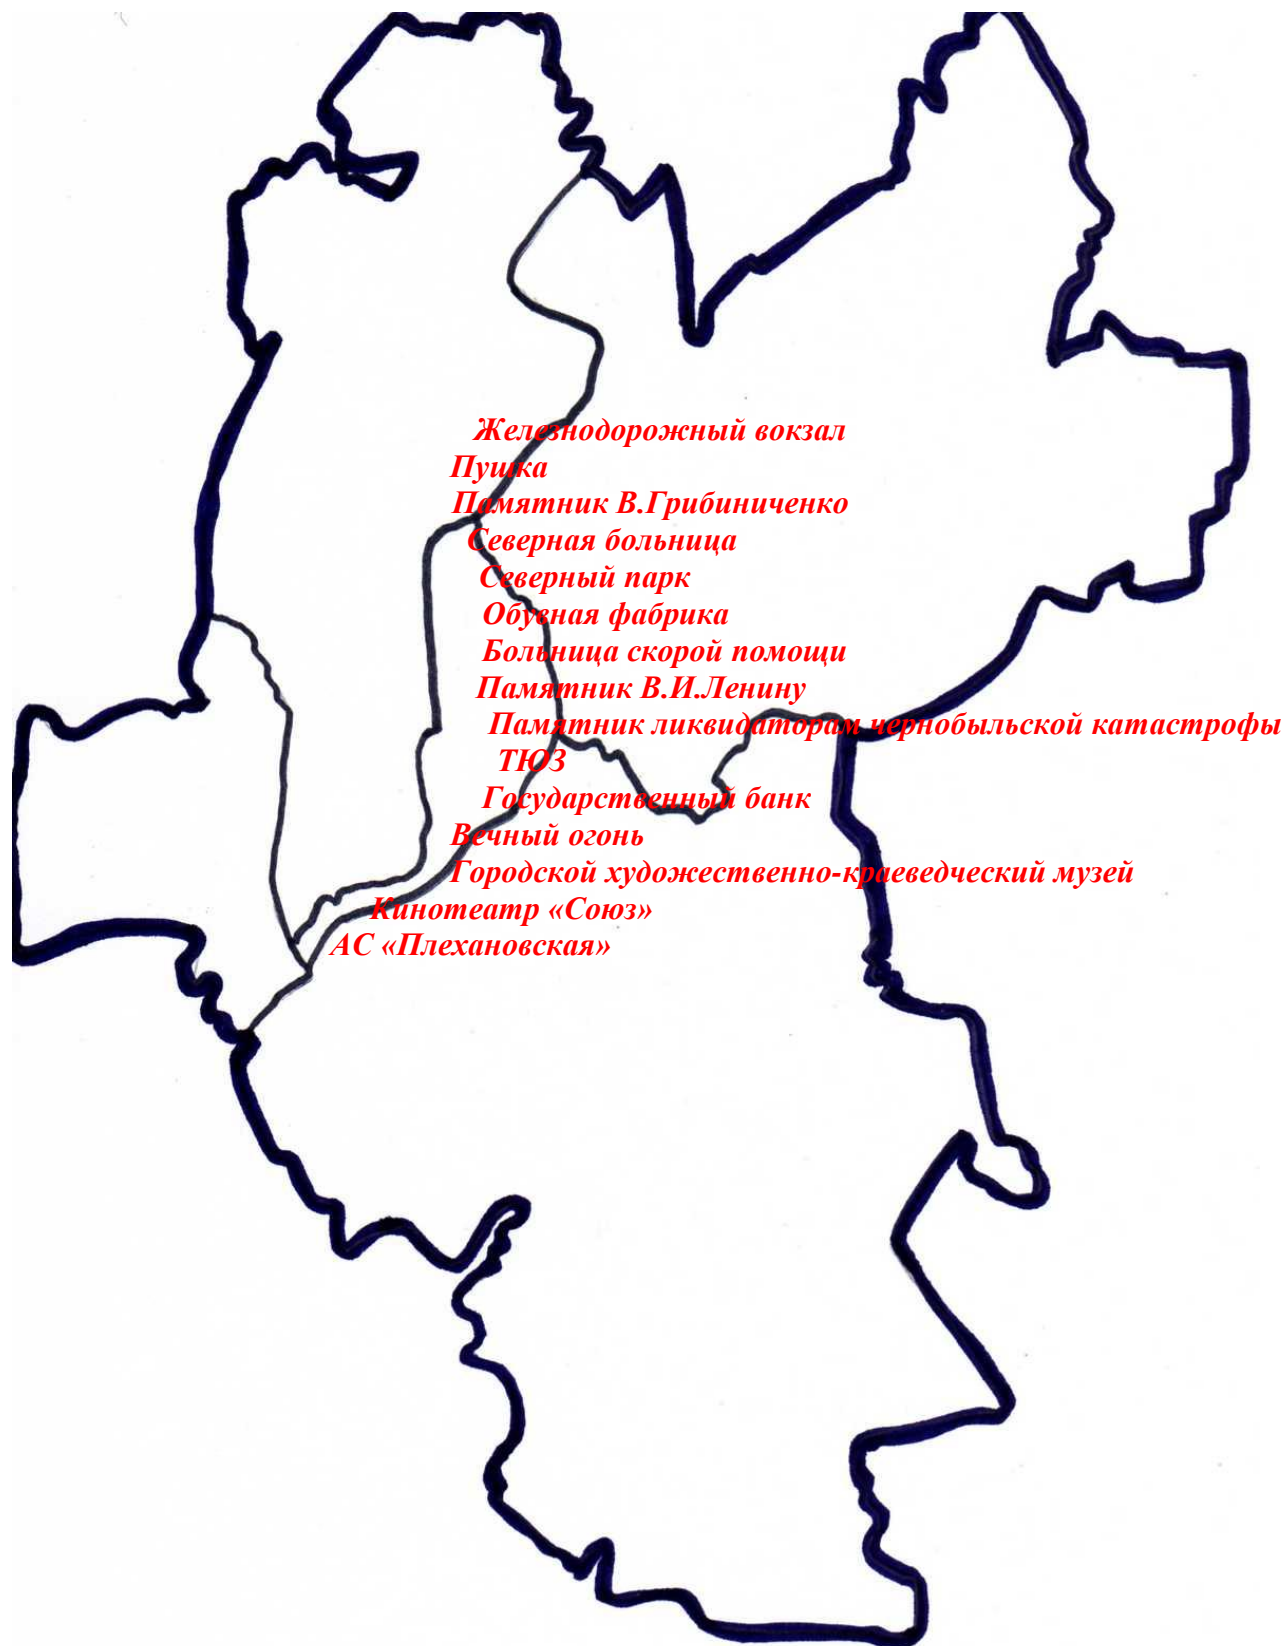 Железнодорожный вокзал
Пушка
Памятник В.Грибиниченко
Северная больница
Северный парк
Обувная фабрика
Больница скорой помощи
Памятник В.И.Ленину
Памятник ликвидаторам чернобыльской катастрофы
ТЮЗ
Государственный банк
Вечный огонь
Городской художественно-краеведческий музей
Кинотеатр «Союз»
АС «Плехановская»